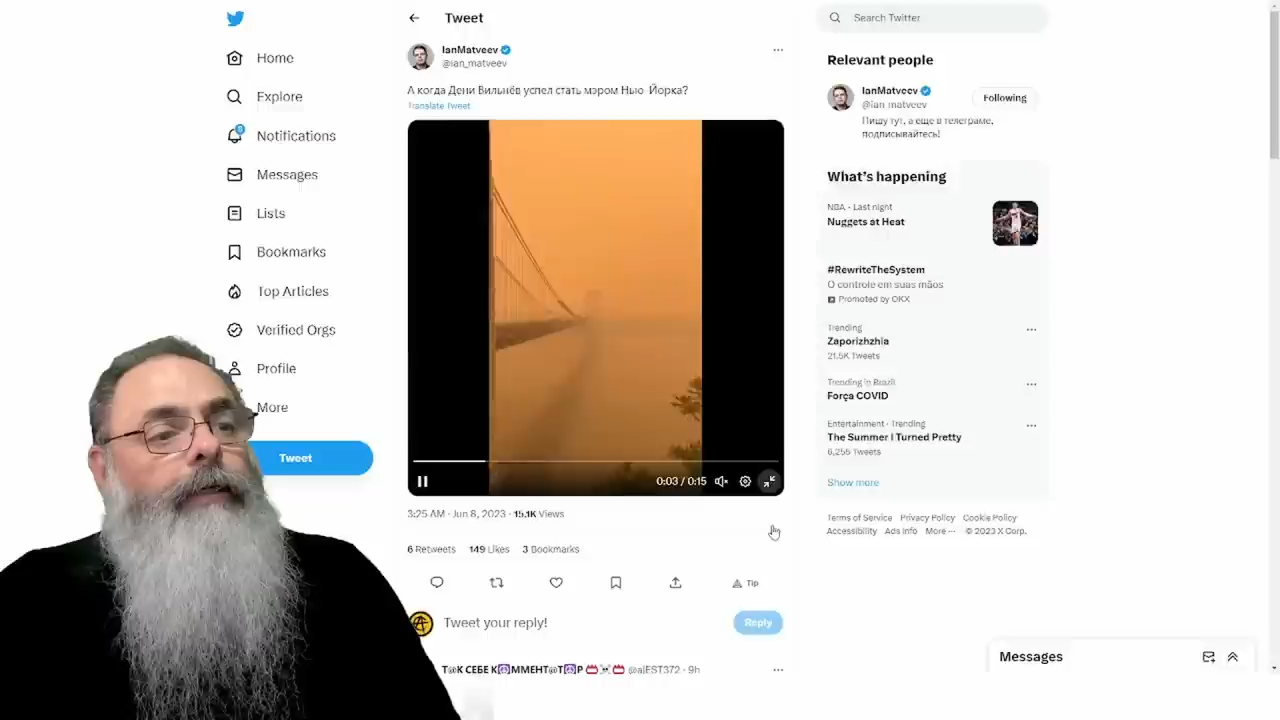 Tweet
Search Twitter
Home
Explore
Notifications
Messages
Lists
Bookmarks
Top Articles
Verified Orgs
Profile
More
Tweet
IanMatveev
@ian_matveev
А когда Дени Вильнёв успел стать мэром Нью-Йорка?
Translate Tweet
0:03 / 0:15
3:25 AM · Jun 8, 2023 · 15.1K Views
6 Retweets 149 Likes 3 Bookmarks
Tip
Tweet your reply!
Reply
@alEST372 · 9h
Relevant people
IanMatveev
@ian_matveev
Following
Пишу тут, а еще в телеграме,
подписывайтесь!
What's happening
NBA · Last night
Nuggets at Heat
#RewriteTheSystem
O controle em suas mãos
Promoted by OKX
Trending
Zaporizhzhia
21.5K Tweets
Trending in Brazil
Força COVID
Entertainment · Trending
The Summer I Turned Pretty
6,255 Tweets
Show more
Terms of Service Privacy Policy Cookie Policy
Accessibility Ads info More ··· © 2023 X Corp.
Messages